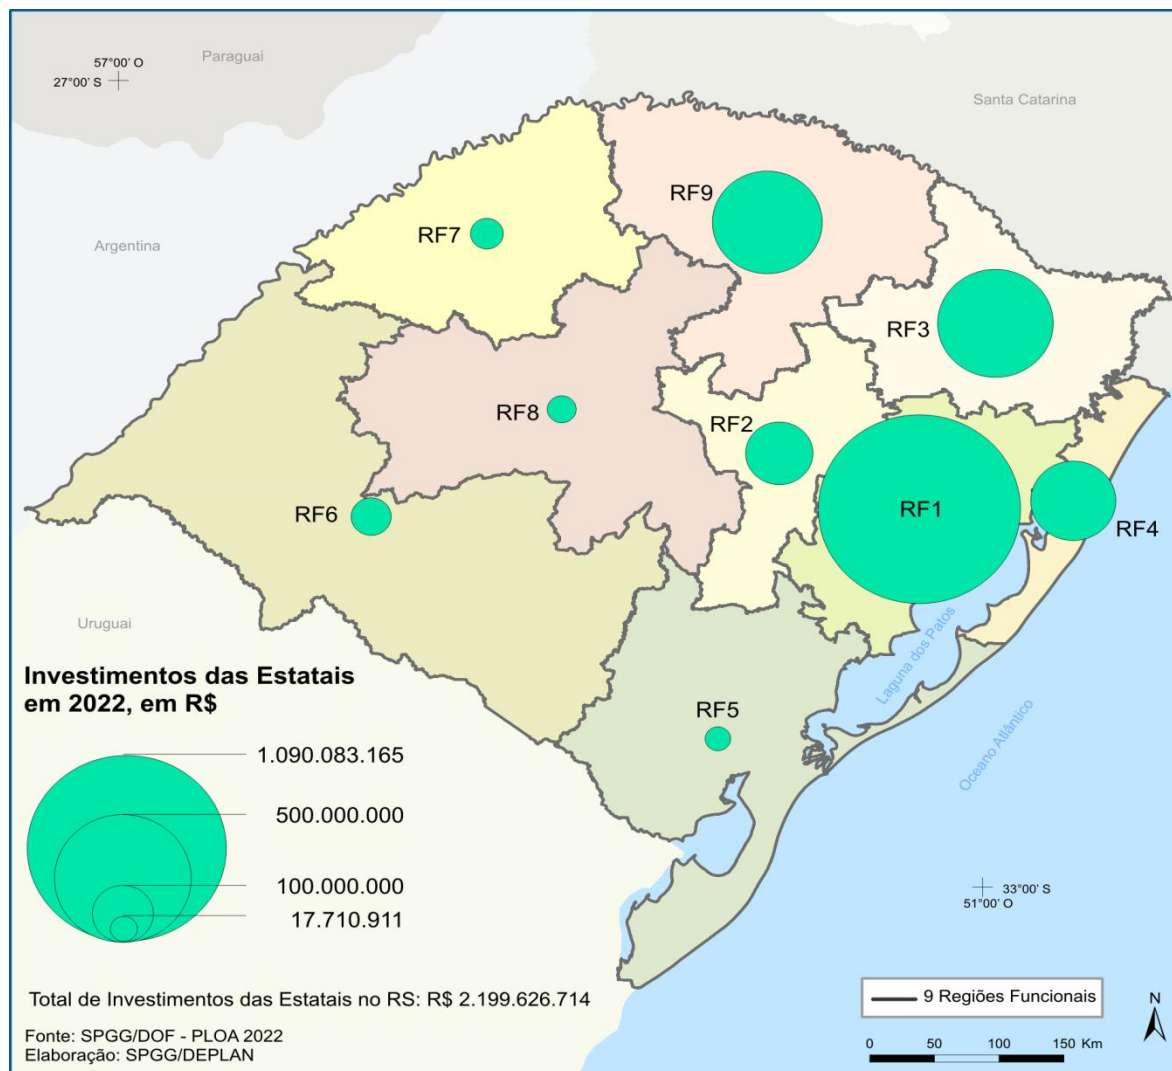 Paraguai
57°00' O
27°00' S
Santa Catarina
Argentina
RF9
RF7
RF3
RF8
RF2
RF6
RF1
RF4
Uruguai
Laguna dos Patos
Oceano Atlântico
RF5
Investimentos das Estatais
em 2022, em R$
1.090.083.165
500.000.000
100.000.000
17.710.911
33°00' S
51°00' O
Total de Investimentos das Estatais no RS: R$ 2.199.626.714
9 Regiões Funcionais
N
Fonte: SPGG/DOF - PLOA 2022
Elaboração: SPGG/DEPLAN
0 50 100 150 Km